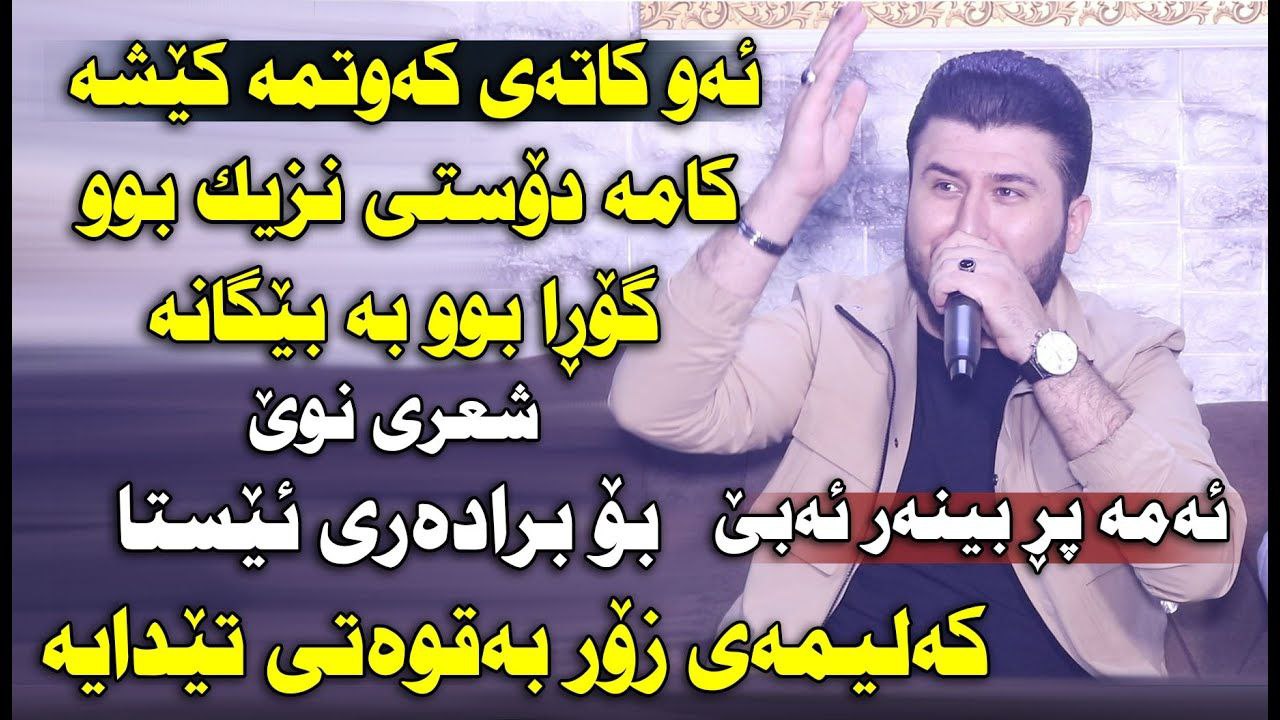 ئەو کاتەی کەوتمە کێشە
کامە دۆستی نزیك بوو
گۆڕا بوو بە بێگانە
شعری نوێ
بۆ برادەری ئێستا
ئەمە پڕ بینەر ئەبێ
کەلیمەی زۆر بەقوەتی تێدایە